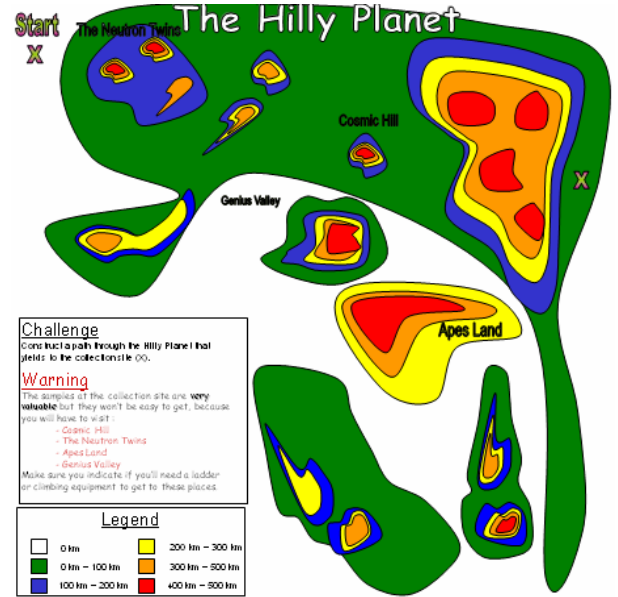 The Hilly Planet
Start
X
The Neutron Twins
Cosmic Hill
X
Genius Valley
Apes Land
Challenge
Construct a path through the Hilly Planet that
yields to the collection site (X).
Warning
The samples at the collection site are very
valuable but they won't be easy to get, because
you will have to visit :
- Cosmic Hill
- The Neutron Twins
- Apes Land
- Genius Valley
Make sure you indicate if you'll need a ladder
or climbing equipment to get to these places.
Legend
0 km
200 km - 300 km
0 km - 100 km
300 km - 500 km
100 km - 200 km
400 km - 500 km